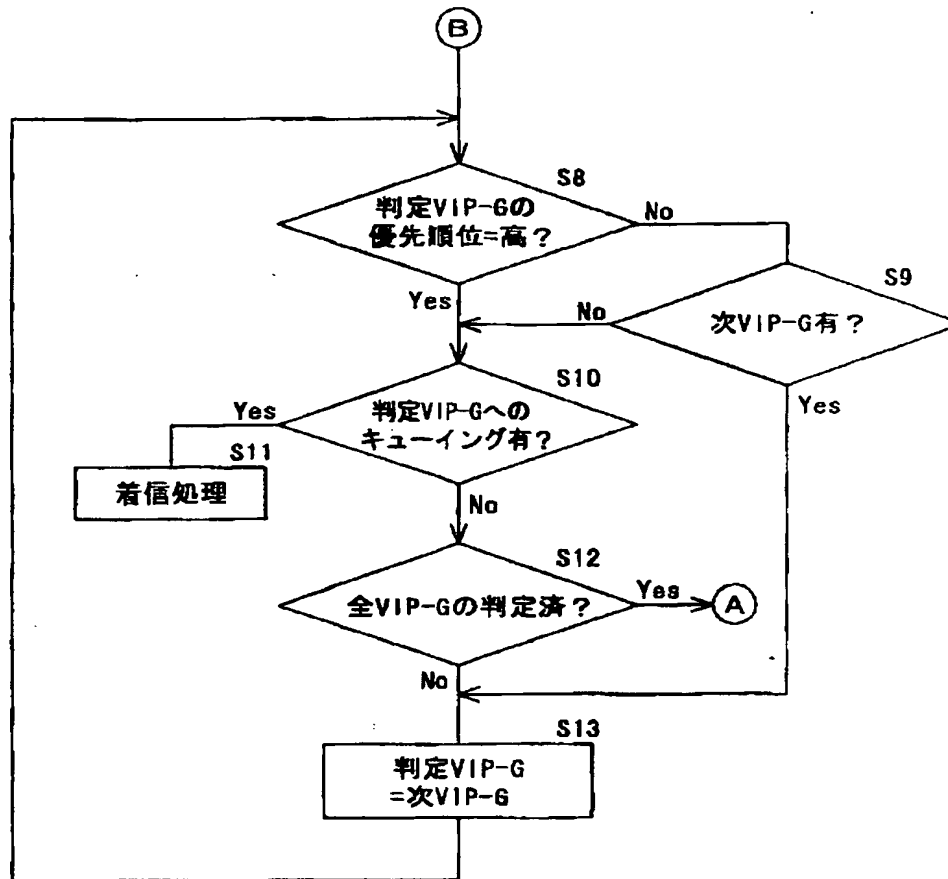 B
S8
判定VIP-Gの
優先順位=高?
No
Yes
S9
次VIP-G有?
No
Yes
S10
判定VIP-Gへの
キューイング有?
Yes
S11
着信処理
No
S12
全VIP-Gの判定済?
Yes
A
No
S13
判定VIP-G
=次VIP-G